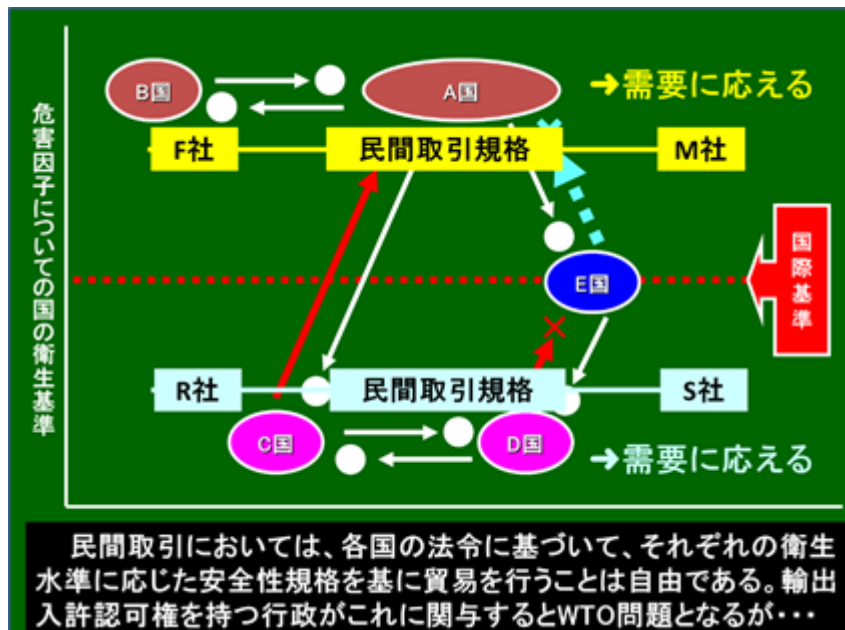 危害因子についての国の衛生基準
B国
A国
→需要に応える
F社
民間取引規格
M社
E国
国際基準
R社
民間取引規格
S社
C国
D国
→需要に応える
民間取引においては、各国の法令に基づいて、それぞれの衛生
水準に応じた安全性規格を基に貿易を行うことは自由である。輸出
入許認可権を持つ行政がこれに関与するとWTO問題となるが・・・